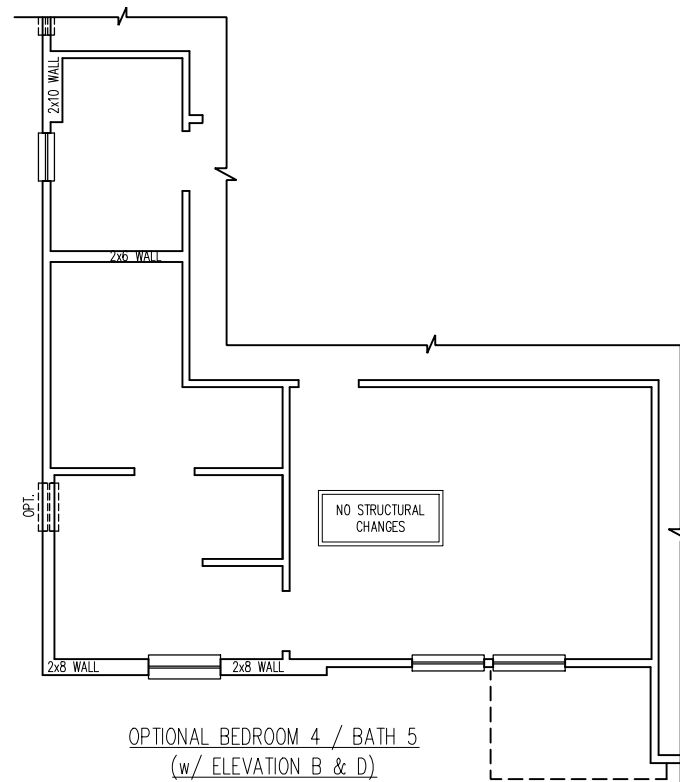 2x10 WALL
2x6 WALL
OPT.
NO STRUCTURAL
CHANGES
2x8 WALL
2x8 WALL
OPTIONAL BEDROOM 4 / BATH 5
(w/ ELEVATION B & D)